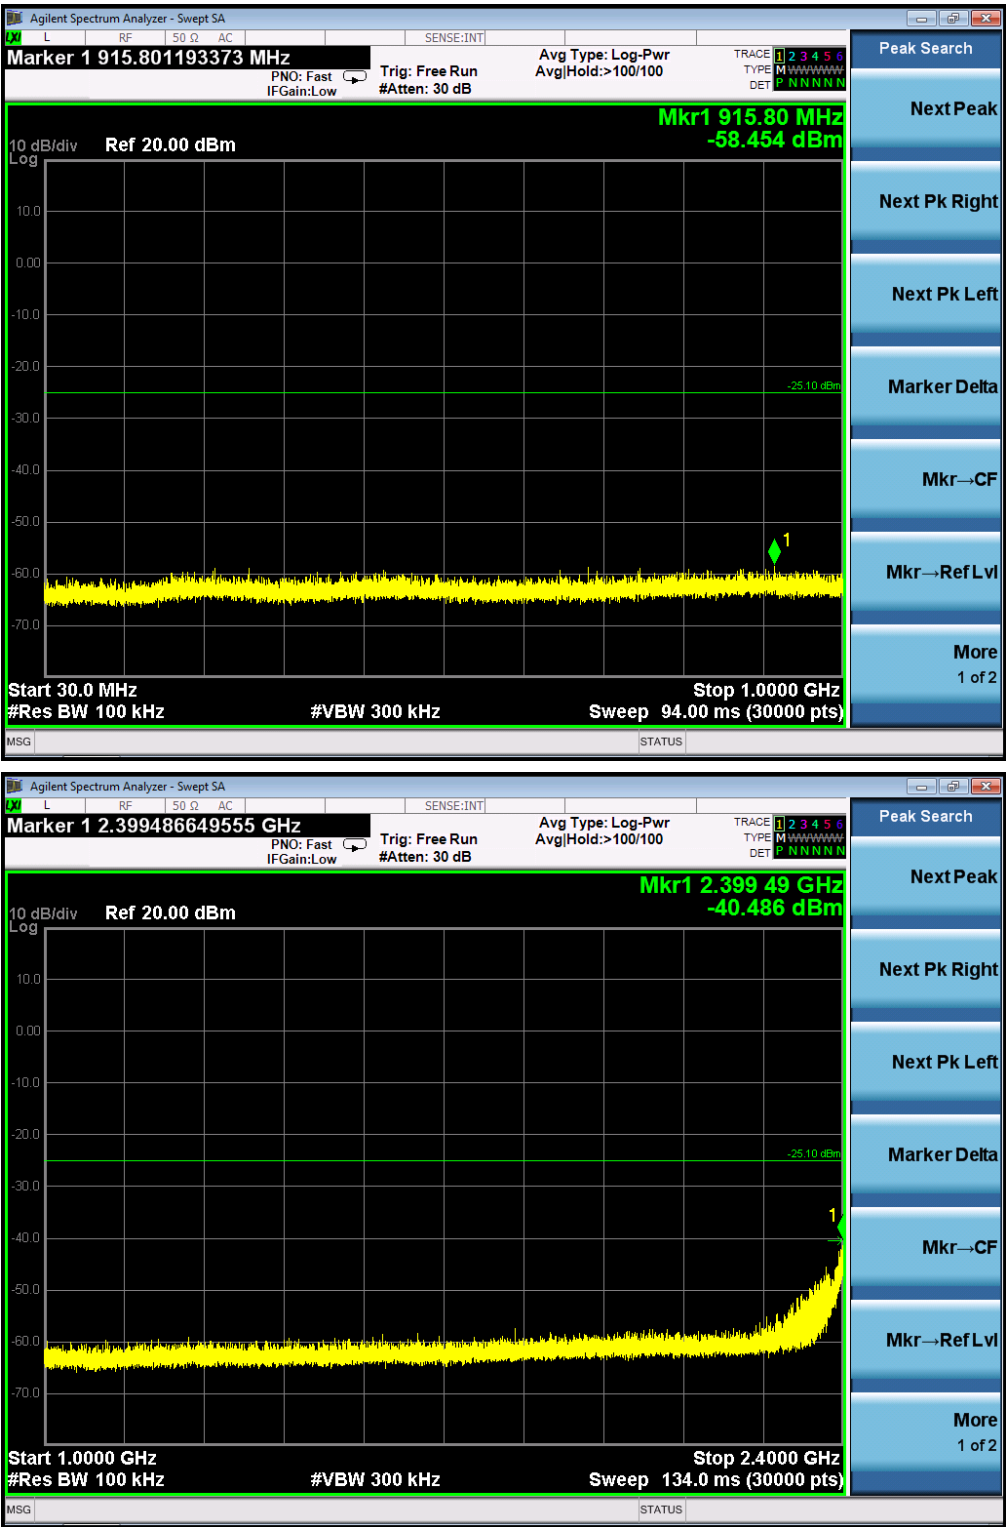 Agilent Spectrum Analyzer - Swept SA
LXI L RF 50 Ω AC SENSE:INT
Marker 1 915.801193373 MHz
PNO: Fast
IFGain:Low
Trig: Free Run
#Atten: 30 dB
Avg Type: Log-Pwr
Avg|Hold:>100/100
TRACE 1 2 3 4 5 6
TYPE M WWWWW
DET P N N N N N
Peak Search
Mkr1 915.80 MHz
-58.454 dBm
10 dB/div Ref 20.00 dBm
Log
10.0
0.00
-10.0
-20.0
-25.10 dBm
-30.0
-40.0
-50.0
1
-60.0
-70.0
Start 30.0 MHz Stop 1.0000 GHz
#Res BW 100 kHz #VBW 300 kHz Sweep 94.00 ms (30000 pts)
MSG STATUS
Next Peak
Next Pk Right
Next Pk Left
Marker Delta
Mkr→CF
Mkr→Ref Lvl
More
1 of 2
Agilent Spectrum Analyzer - Swept SA
LXI L RF 50 Ω AC SENSE:INT
Marker 1 2.399486649555 GHz
PNO: Fast
IFGain:Low
Trig: Free Run
#Atten: 30 dB
Avg Type: Log-Pwr
Avg|Hold:>100/100
TRACE 1 2 3 4 5 6
TYPE M WWWWW
DET P N N N N N
Peak Search
Mkr1 2.399 49 GHz
-40.486 dBm
10 dB/div Ref 20.00 dBm
Log
10.0
0.00
-10.0
-20.0
-25.10 dBm
-30.0
1
-40.0
-50.0
-60.0
-70.0
Start 1.0000 GHz Stop 2.4000 GHz
#Res BW 100 kHz #VBW 300 kHz Sweep 134.0 ms (30000 pts)
MSG STATUS
Next Peak
Next Pk Right
Next Pk Left
Marker Delta
Mkr→CF
Mkr→Ref Lvl
More
1 of 2